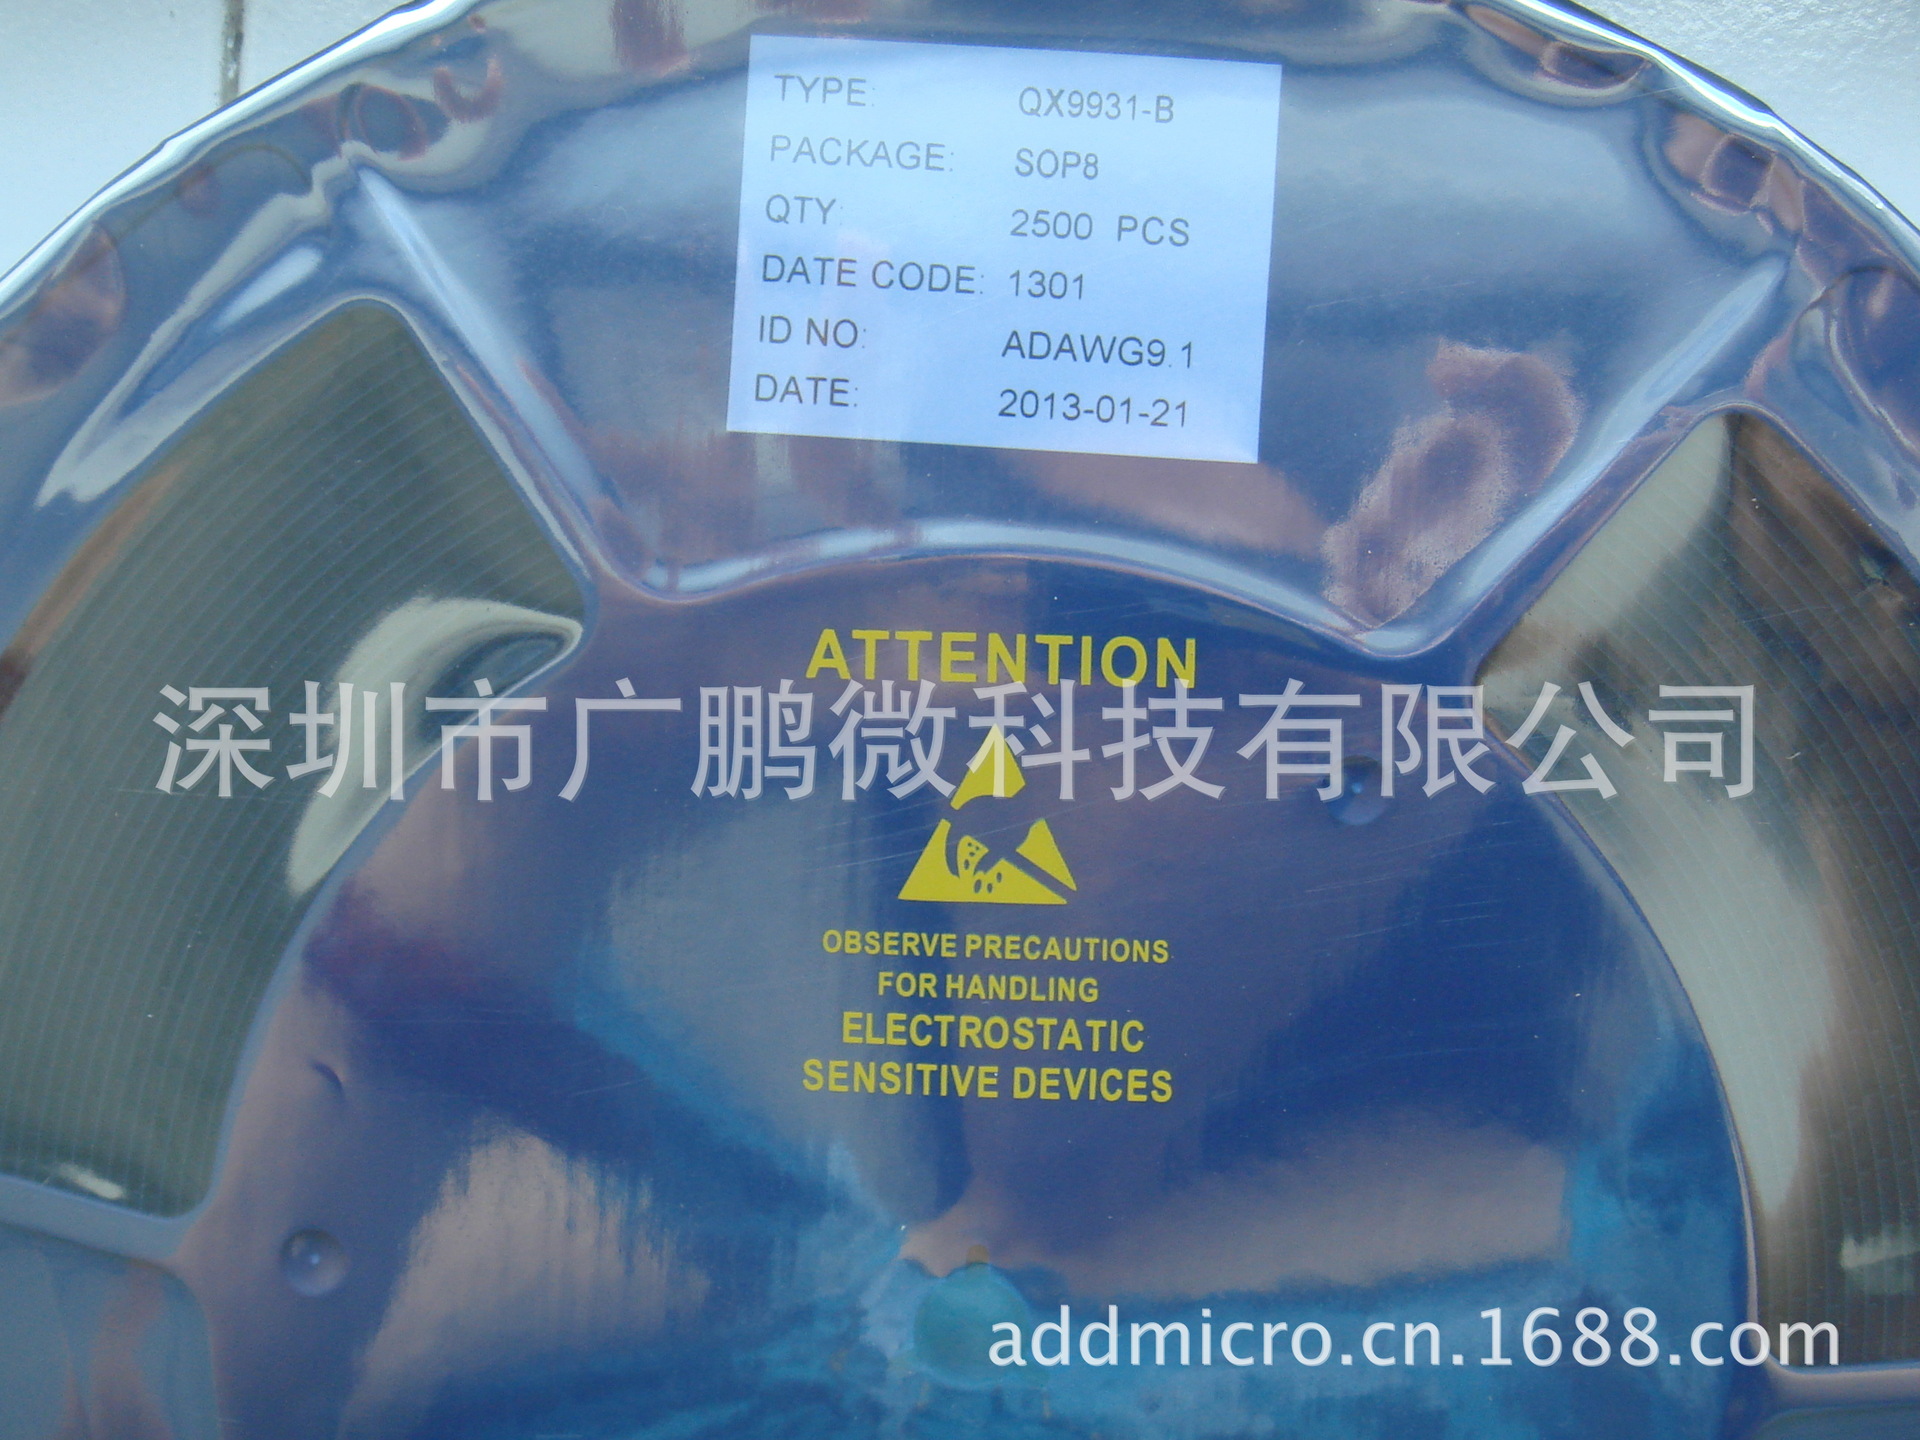 TYPE: QX9931-B
PACKAGE: SOP8
QTY: 2500 PCS
DATE CODE: 1301
ID NO: ADAWG9.1
DATE: 2013-01-21
ATTENTION
深圳市广鹏微科技有限公司
OBSERVE PRECAUTIONS
FOR HANDLING
ELECTROSTATIC
SENSITIVE DEVICES
addmicro.cn.1688.com